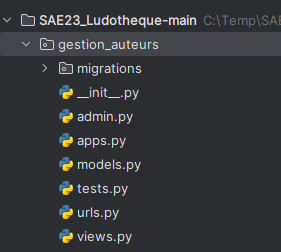 SAE23_Ludotheque-main C:\Temp\SAE
gestion_auteurs
migrations
__init__.py
admin.py
apps.py
models.py
tests.py
urls.py
views.py